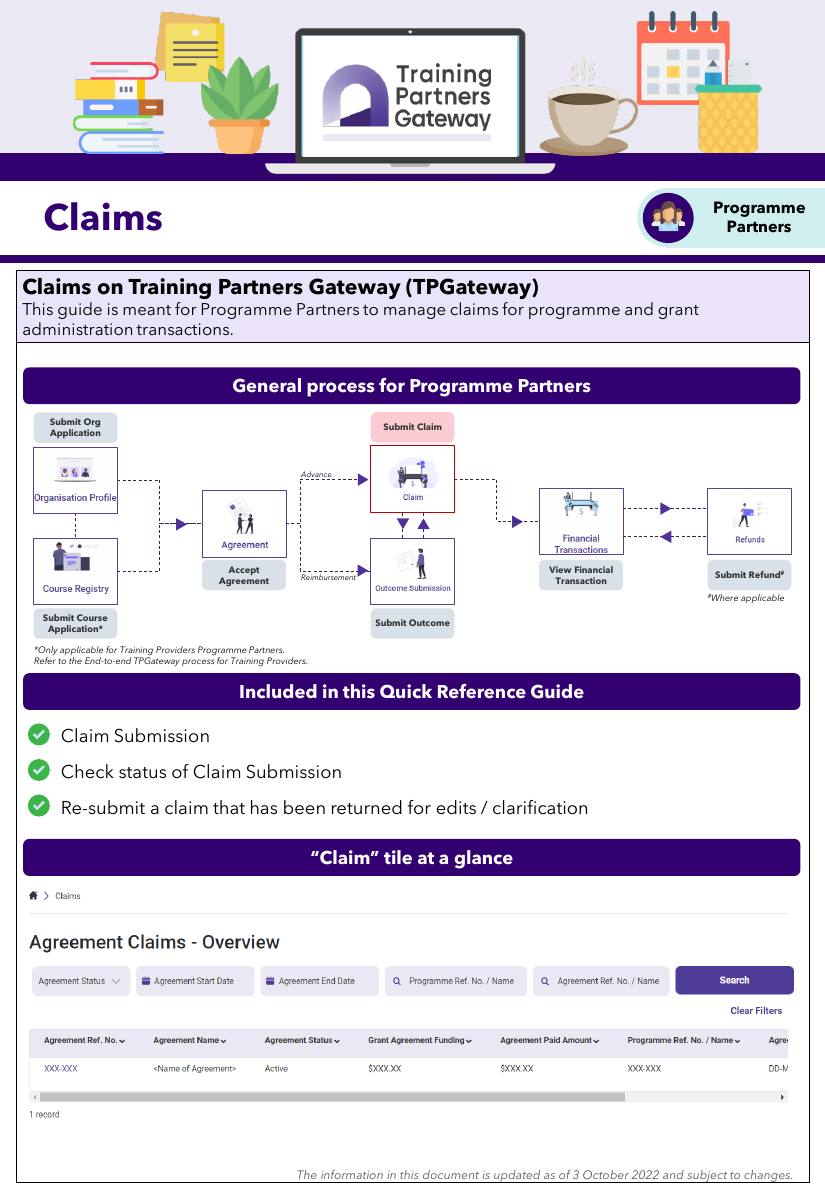 Training
Partners
Gateway
Claims
Programme
Partners
Claims on Training Partners Gateway (TPGateway)
This guide is meant for Programme Partners to manage claims for programme and grant
administration transactions.
General process for Programme Partners
Submit Org
Application
Organisation Profile
Course Registry
Submit Course
Application*
Agreement
Accept
Agreement
Advance
Reimbursement
Submit Claim
Claim
Outcome Submission
Submit Outcome
Financial
Transactions
View Financial
Transaction
Refunds
Submit Refund#
#Where applicable
*Only applicable for Training Providers Programme Partners.
Refer to the End-to-end TPGateway process for Training Providers.
Included in this Quick Reference Guide
Claim Submission
Check status of Claim Submission
Re-submit a claim that has been returned for edits / clarification
“Claim” tile at a glance
Claims
Agreement Claims - Overview
Agreement Status Agreement Start Date Agreement End Date Programme Ref. No. / Name Agreement Ref. No. / Name Search
Clear Filters
Agreement Ref. No. Agreement Name Agreement Status Grant Agreement Funding Agreement Paid Amount Programme Ref. No. / Name Agre
XXX-XXX <Name of Agreement> Active $XXX.XX $XXX.XX XXX-XXX DD-M
1 record
The information in this document is updated as of 3 October 2022 and subject to changes.